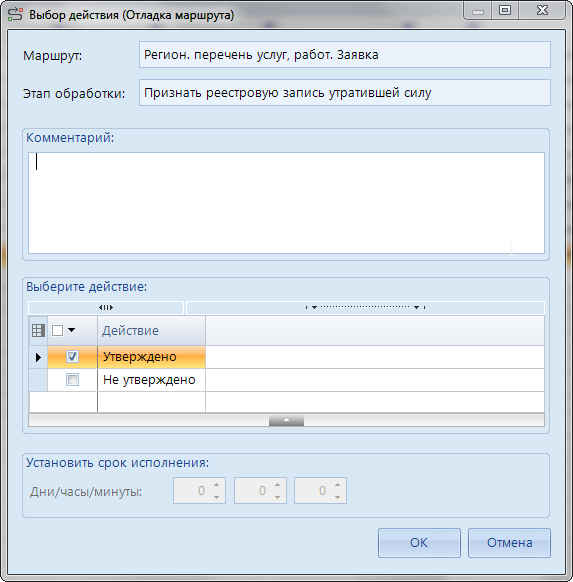 Выбор действия (Отладка маршрута)
Маршрут: Регион. перечень услуг, работ. Заявка
Этап обработки: Признать реестровую запись утратившей силу
Комментарий:
Выберите действие:
Действие
Утверждено
Не утверждено
Установить срок исполнения:
Дни/часы/минуты: 0 0 0
ОК Отмена